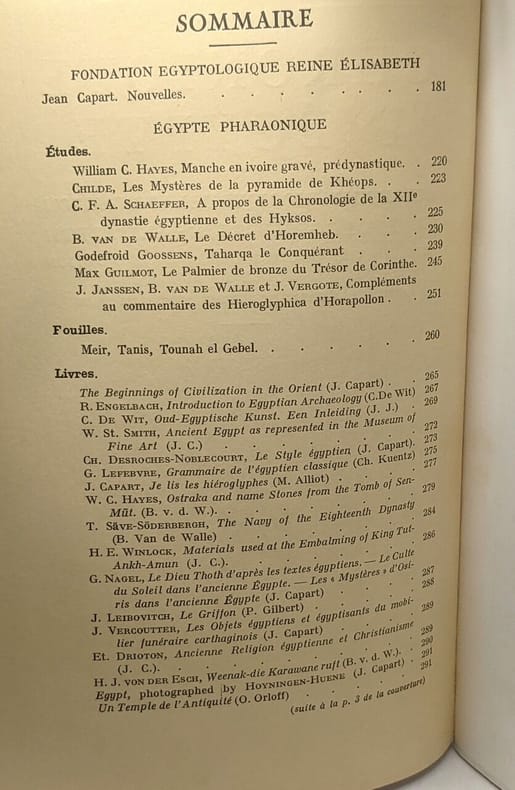 SOMMAIRE
FONDATION EGYPTOLOGIQUE REINE ÉLISABETH
Jean Capart. Nouvelles. . . . . . . . . 181
ÉGYPTE PHARAONIQUE
Études.
William C. Hayes, Manche en ivoire gravé, prédynastique. . 220
Childe, Les Mystères de la pyramide de Khéops. . . 223
C. F. A. Schaeffer, A propos de la Chronologie de la XIIe
dynastie égyptienne et des Hyksos. . . . . 225
B. van de Walle, Le Décret d'Horemheb. . . . 230
Godefroid Goossens, Taharqa le Conquérant . . . 239
Max Guilmot, Le Palmier de bronze du Trésor de Corinthe. 245
J. Janssen, B. van de Walle et J. Vergote, Compléments
au commentaire des Hieroglyphica d'Horapollon . . 251
Fouilles.
Meir, Tanis, Tounah el Gebel. . . . . . . 260
Livres.
The Beginnings of Civilization in the Orient (J. Capart) . . 265
R. Engelbach, Introduction to Egyptian Archaeology (C.De Wit) 267
C. De Wit, Oud-Egyptische Kunst. Een Inleiding (J. J.) . 269
W. St. Smith, Ancient Egypt as represented in the Museum of
Fine Art (J. C.) . . . . . . . 272
Ch. Desroches-Noblecourt, Le Style égyptien (J. Capart). 273
G. Lefebvre, Grammaire de l'égyptien classique (Ch. Kuentz) 275
J. Capart, Je lis les hiéroglyphes (M. Alliot) . . . 277
W. C. Hayes, Ostraka and name Stones from the Tomb of Sen-
Mūt. (B. v. d. W.). . . . . . . 279
T. Säve-Söderbergh, The Navy of the Eighteenth Dynasty
(B. Van de Walle) . . . . . . . 284
H. E. Winlock, Materials used at the Embalming of King Tut-
Ankh-Amun (J. C.). . . . . . . 286
G. Nagel, Le Dieu Thoth d'après les textes égyptiens. — Le Culte
du Soleil dans l'ancienne Égypte. — Les « Mystères » d'Osi-
ris dans l'ancienne Égypte (J. Capart) . . . 287
J. Leibovitch, Le Griffon (P. Gilbert) . . . . 288
J. Vercoutter, Les Objets égyptiens et égyptisants du mobi-
lier funéraire carthaginois (J. Capart) . . . 289
Et. Drioton, Ancienne Religion égyptienne et Christianisme
(J. C.). . . . . . . . . 289
H. J. von der Esch, Weenak-die Karawane ruft (B. v. d. W.). . 290
Egypt, photographed by Hoyningen-Huene (J. Capart) . 291
Un Temple de l'Antiquité (O. Orloff) . . . . 291
(suite à la p. 3 de la couverture)